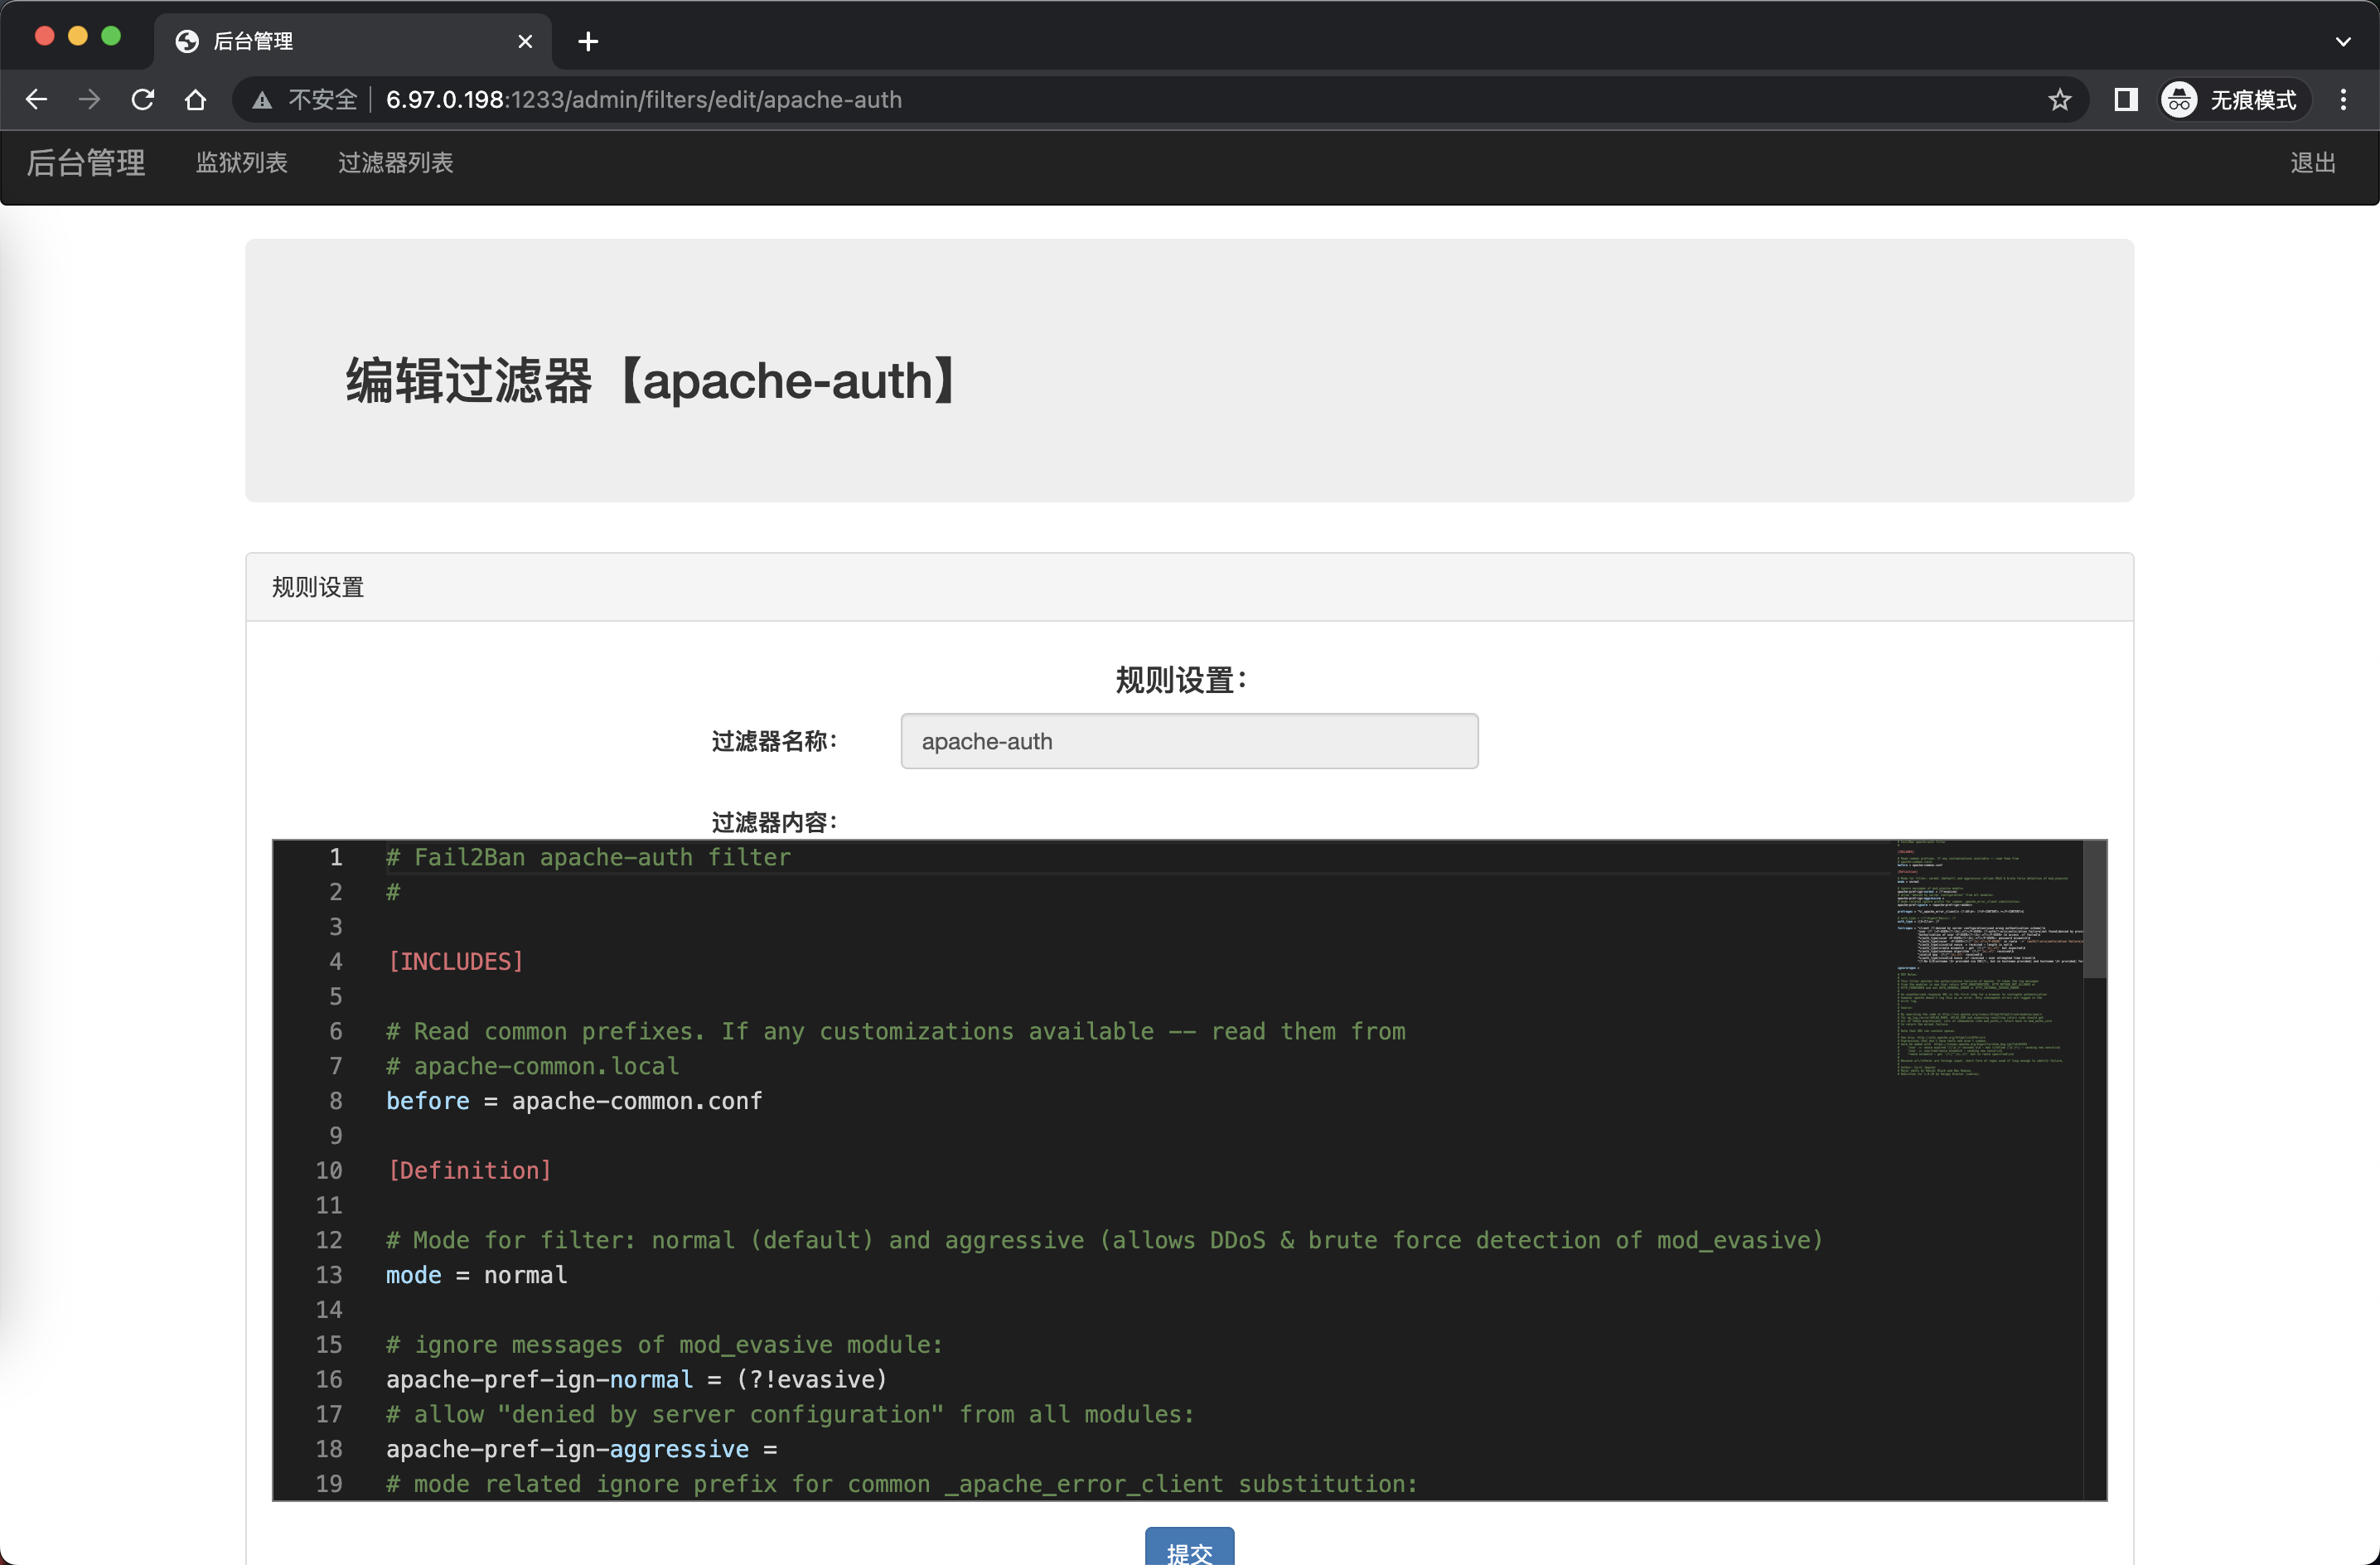 后台管理
不安全 6.97.0.198:1233/admin/filters/edit/apache-auth 无痕模式
后台管理 监狱列表 过滤器列表 退出
编辑过滤器【apache-auth】
规则设置
规则设置：
过滤器名称： apache-auth
过滤器内容：
1 # Fail2Ban apache-auth filter
2 #
3
4 [INCLUDES]
5
6 # Read common prefixes. If any customizations available -- read them from
7 # apache-common.local
8 before = apache-common.conf
9
10 [Definition]
11
12 # Mode for filter: normal (default) and aggressive (allows DDoS & brute force detection of mod_evasive)
13 mode = normal
14
15 # ignore messages of mod_evasive module:
16 apache-pref-ign-normal = (?!evasive)
17 # allow "denied by server configuration" from all modules:
18 apache-pref-ign-aggressive =
19 # mode related ignore prefix for common _apache_error_client substitution:
提交